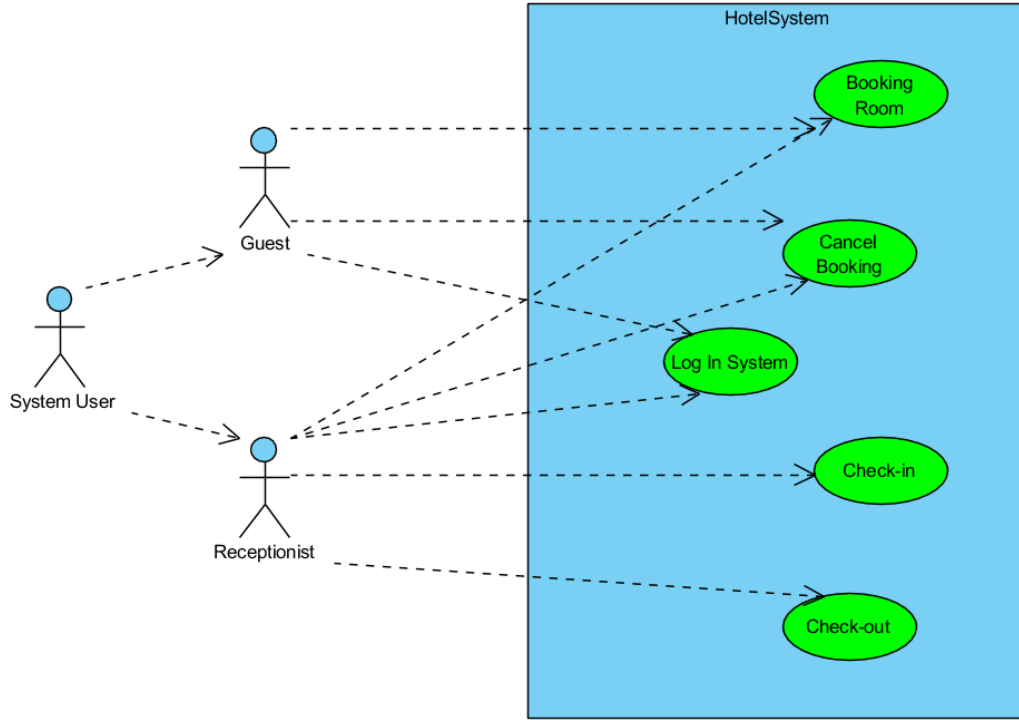 HotelSystem
Booking
Room
Guest
Cancel
Booking
System User
Log In System
Receptionist
Check-in
Check-out